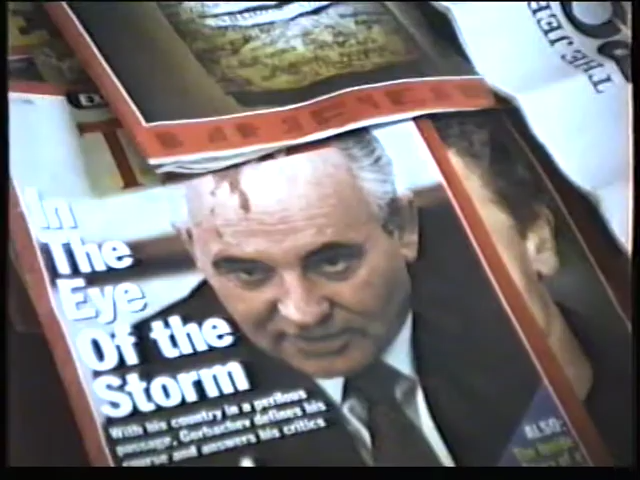 THE JER
In
The
Eye
Of the
Storm
With his country in a perilous
passage, Gorbachev defines his
course and answers his critics
ALSO: